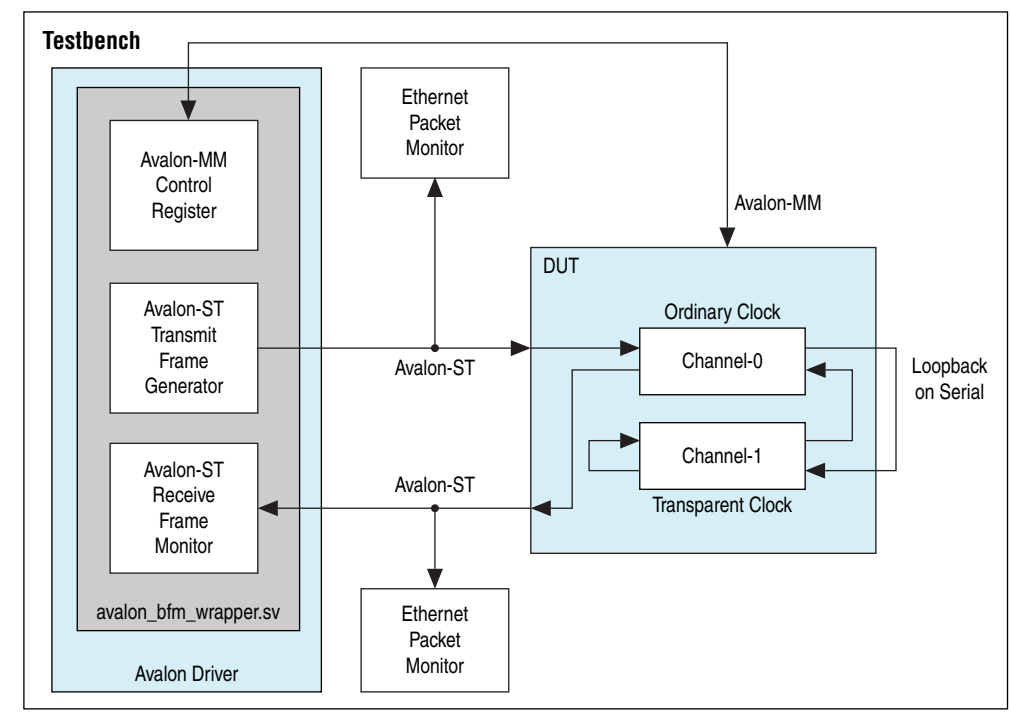 Testbench
Avalon-MM
Control
Register
Avalon-ST
Transmit
Frame
Generator
Avalon-ST
Receive
Frame
Monitor
avalon_bfm_wrapper.sv
Avalon Driver
Ethernet
Packet
Monitor
Avalon-ST
Avalon-ST
Ethernet
Packet
Monitor
Avalon-MM
DUT
Ordinary Clock
Channel-0
Channel-1
Transparent Clock
Loopback
on Serial